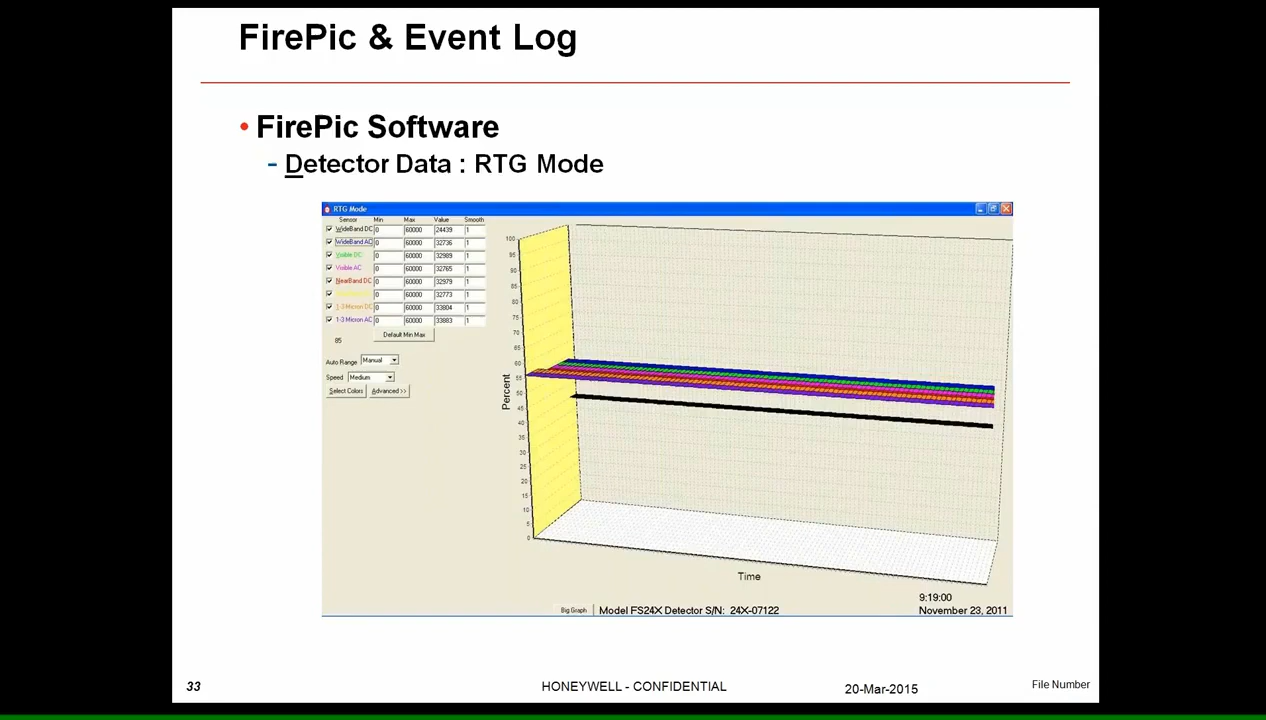 FirePic & Event Log
• FirePic Software
- Detector Data : RTG Mode
RTG Mode
Sensor Min Max Value Smooth
WideBand DC 0 60000 24439 1
WideBand AC 0 60000 32736 1
Visible DC 0 60000 32989 1
Visible AC 0 60000 32765 1
NearBand DC 0 60000 32979 1
0 60000 32773 1
1-3 Micron DC 0 60000 33804 1
1-3 Micron AC 0 60000 33883 1
85
Default Min Max
Auto Range Manual
Speed Medium
Select Colors Advanced >>
100
95
90
85
80
75
70
65
60
55
50
45
40
35
30
25
20
15
10
5
0
Percent
Time
9:19:00
Big Graph Model FS24X Detector S/N: 24X-07122 November 23, 2011
33 HONEYWELL - CONFIDENTIAL 20-Mar-2015 File Number